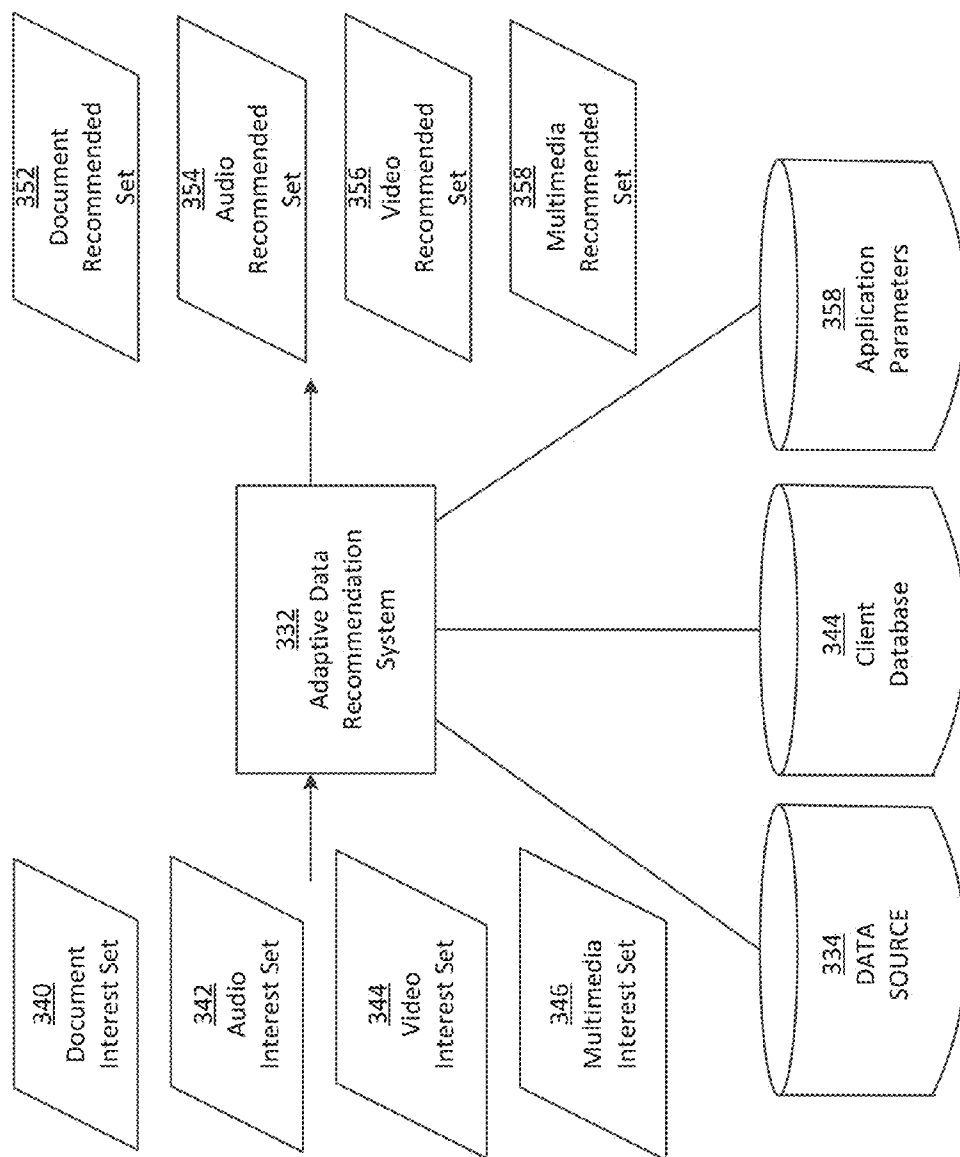 340
Document
Interest Set
342
Audio
Interest Set
344
Video
Interest Set
346
Multimedia
Interest Set
332
Adaptive Data
Recommendation
System
352
Document
Recommended
Set
354
Audio
Recommended
Set
356
Video
Recommended
Set
358
Multimedia
Recommended
Set
334
DATA
SOURCE
344
Client
Database
358
Application
Parameters